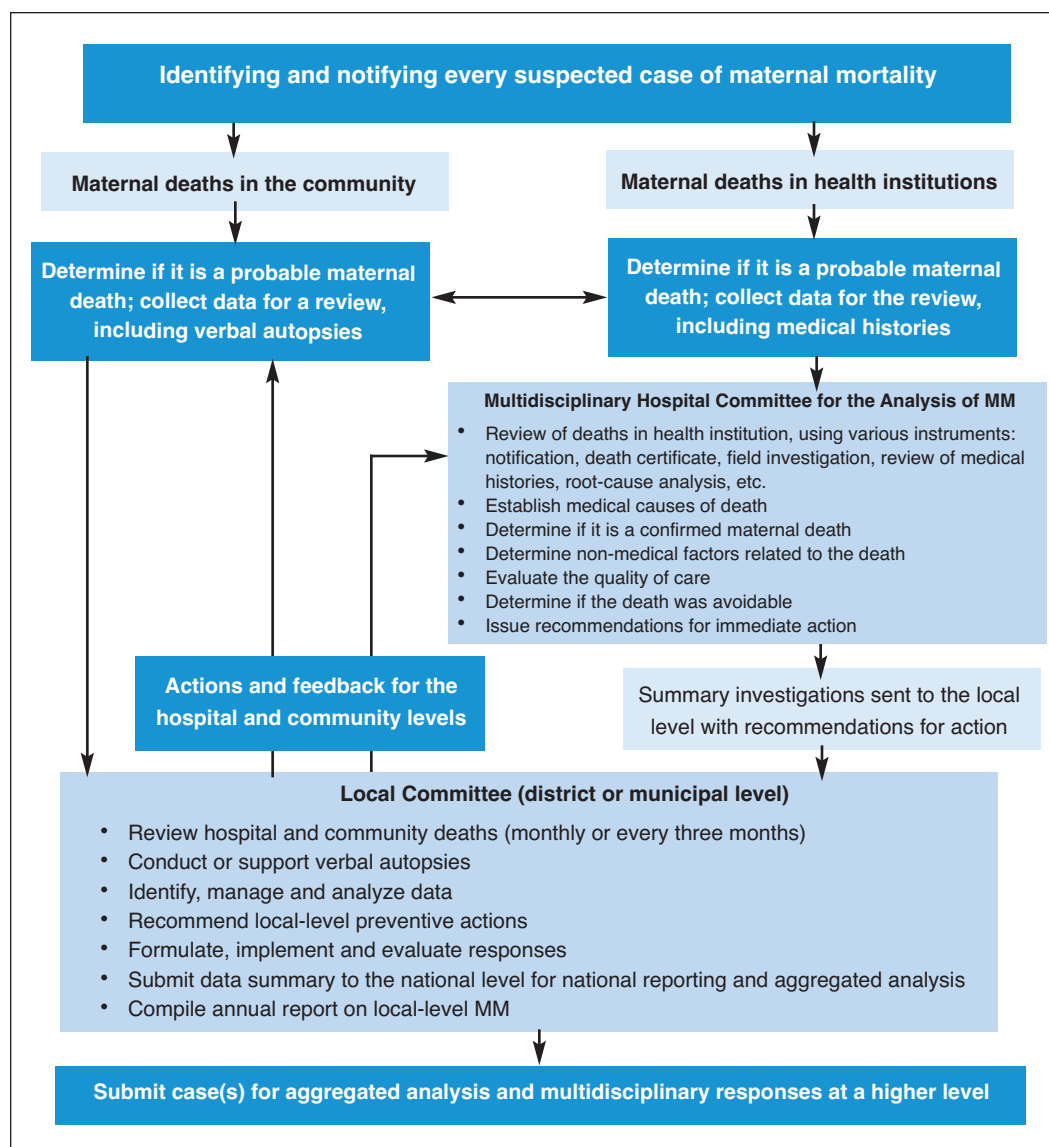 Identifying and notifying every suspected case of maternal mortality
Maternal deaths in the community
Maternal deaths in health institutions
Determine if it is a probable maternal
death; collect data for a review,
including verbal autopsies
Determine if it is a probable maternal
death; collect data for the review,
including medical histories
Multidisciplinary Hospital Committee for the Analysis of MM
• Review of deaths in health institution, using various instruments:
notification, death certificate, field investigation, review of medical
histories, root-cause analysis, etc.
• Establish medical causes of death
• Determine if it is a confirmed maternal death
• Determine non-medical factors related to the death
• Evaluate the quality of care
• Determine if the death was avoidable
• Issue recommendations for immediate action
Actions and feedback for the
hospital and community levels
Summary investigations sent to the local
level with recommendations for action
Local Committee (district or municipal level)
• Review hospital and community deaths (monthly or every three months)
• Conduct or support verbal autopsies
• Identify, manage and analyze data
• Recommend local-level preventive actions
• Formulate, implement and evaluate responses
• Submit data summary to the national level for national reporting and aggregated analysis
• Compile annual report on local-level MM
Submit case(s) for aggregated analysis and multidisciplinary responses at a higher level